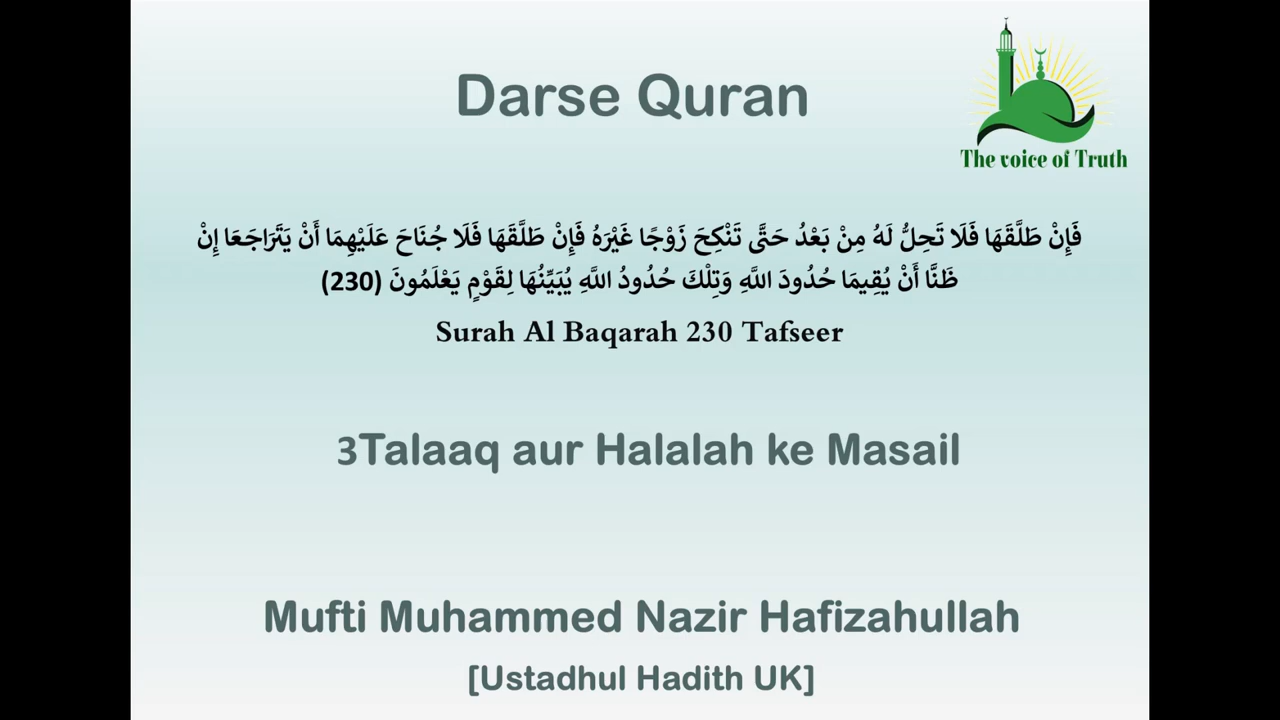 Darse Quran
The voice of Truth
فَإِنْ طَلَّقَهَا فَلَا تَحِلُّ لَهُ مِنْ بَعْدُ حَتَّى تَنْكِحَ زَوْجًا غَيْرَهُ فَإِنْ طَلَّقَهَا فَلَا جُنَاحَ عَلَيْهِمَا أَنْ يَتَرَاجَعَا إِنْ
ظَنَّا أَنْ يُقِيمَا حُدُودَ اللَّهِ وَتِلْكَ حُدُودُ اللَّهِ يُبَيِّنُهَا لِقَوْمٍ يَعْلَمُونَ (230)
Surah Al Baqarah 230 Tafseer
3Talaaq aur Halalah ke Masail
Mufti Muhammed Nazir Hafizahullah
[Ustadhul Hadith UK]